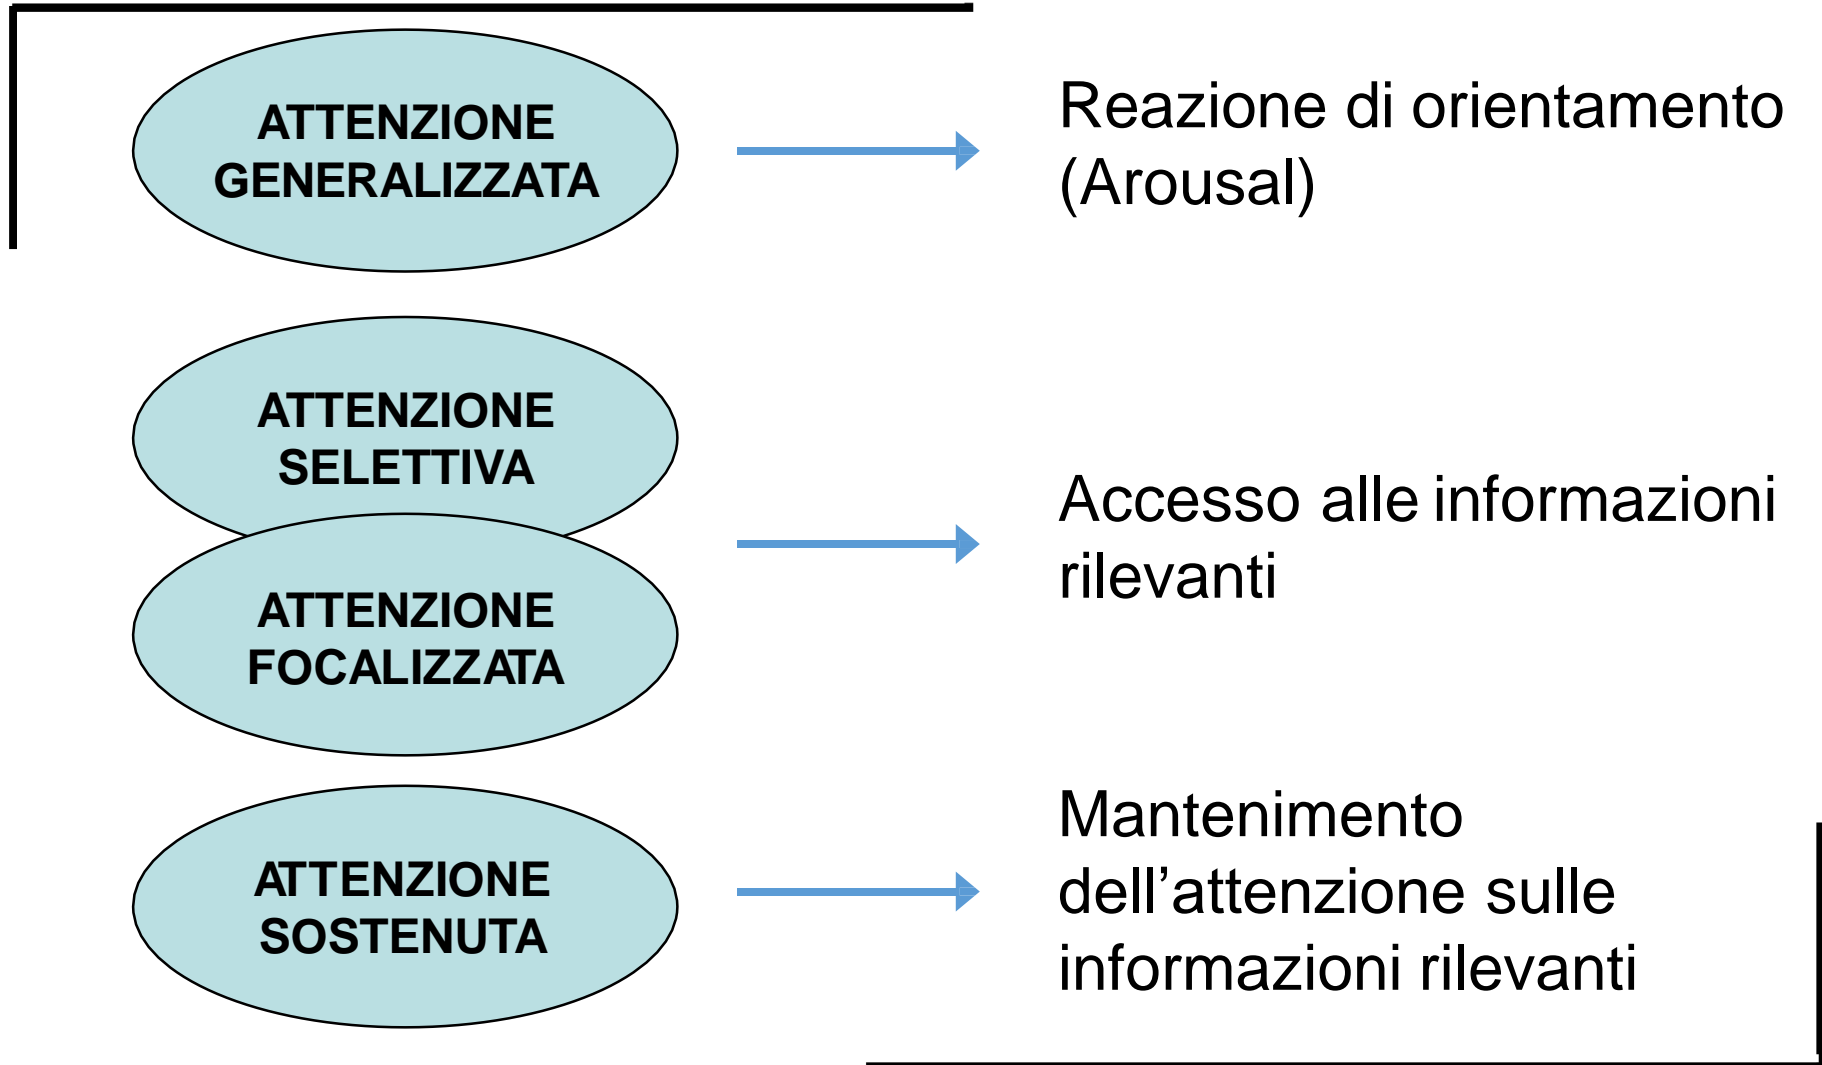 ATTENZIONE
GENERALIZZATA
Reazione di orientamento
(Arousal)
ATTENZIONE
SELETTIVA
ATTENZIONE
FOCALIZZATA
Accesso alle informazioni
rilevanti
ATTENZIONE
SOSTENUTA
Mantenimento
dell’attenzione sulle
informazioni rilevanti